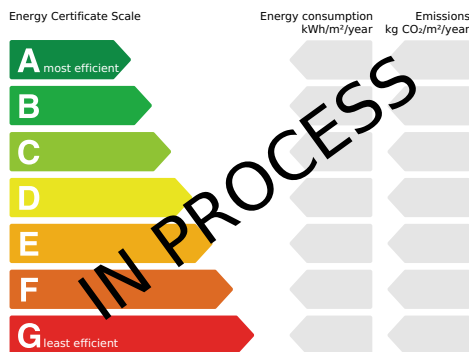 Energy Certificate Scale
Energy consumption
kWh/m²/year
Emissions
kg CO₂/m²/year
A most efficient
B
C
D
E
F
G least efficient
IN PROCESS